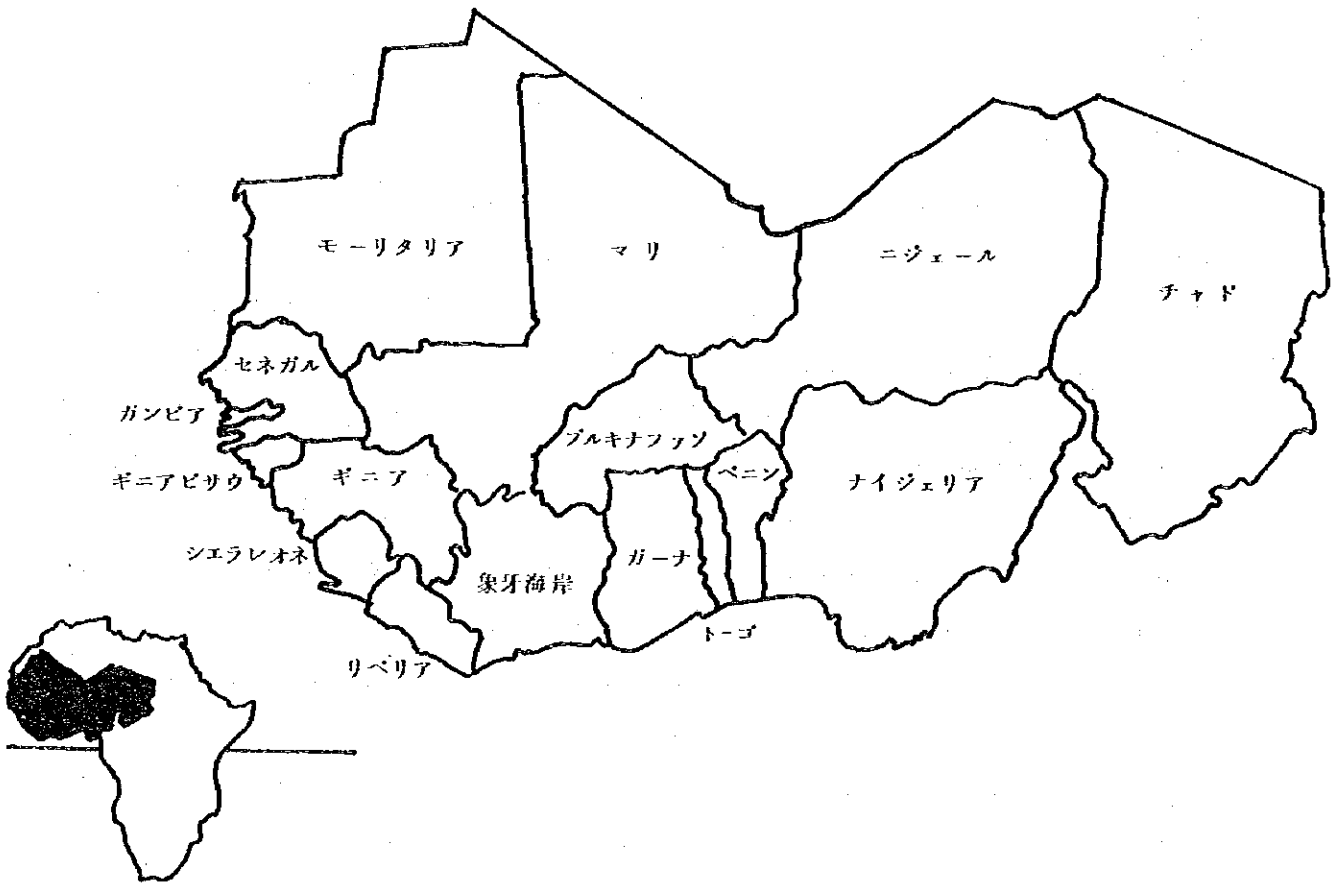 モーリタリア
マリ
ニジェール
チャド
セネガル
ガンビア
ブルキナファソ
ベニン
ギニアビサウ
ギニア
ナイジェリア
シエラレオネ
ガーナ
象牙海岸
トーゴ
リベリア